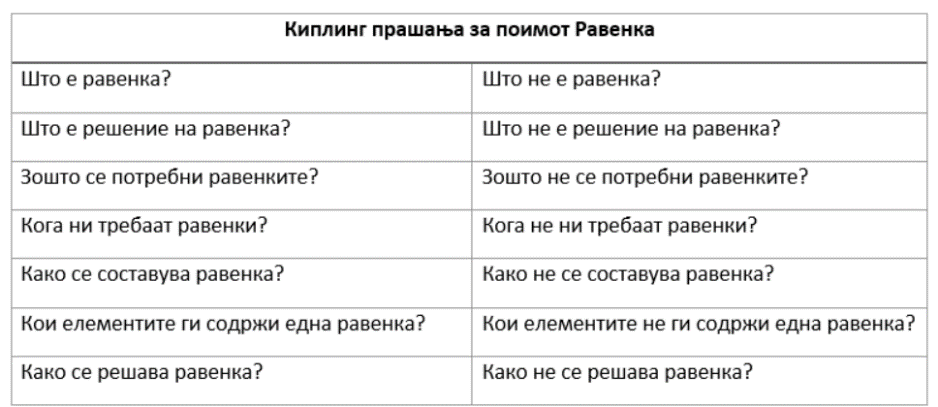 Киплинг прашања за поимот Равенка
Што е равенка?
Што не е равенка?
Што е решение на равенка?
Што не е решение на равенка?
Зошто се потребни равенките?
Зошто не се потребни равенките?
Кога ни требаат равенки?
Кога не ни требаат равенки?
Како се составува равенка?
Како не се составува равенка?
Кои елементите ги содржи една равенка?
Кои елементите не ги содржи една равенка?
Како се решава равенка?
Како не се решава равенка?